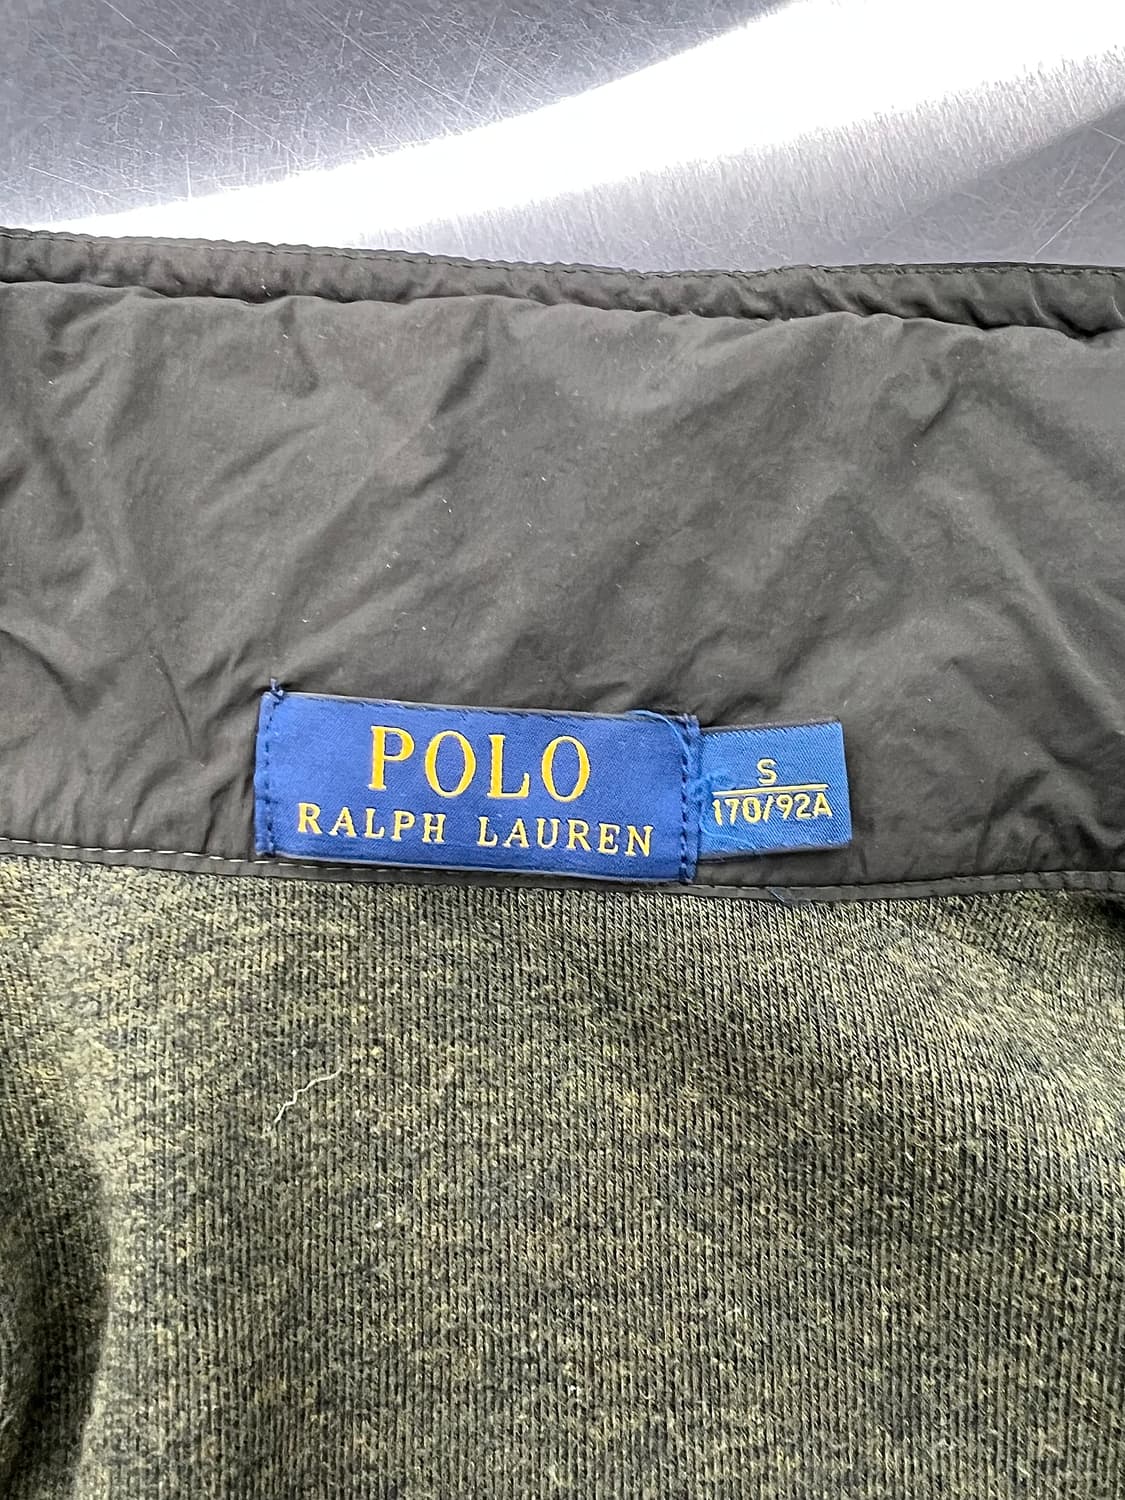 POLO
RALPH LAUREN
S
170/92A